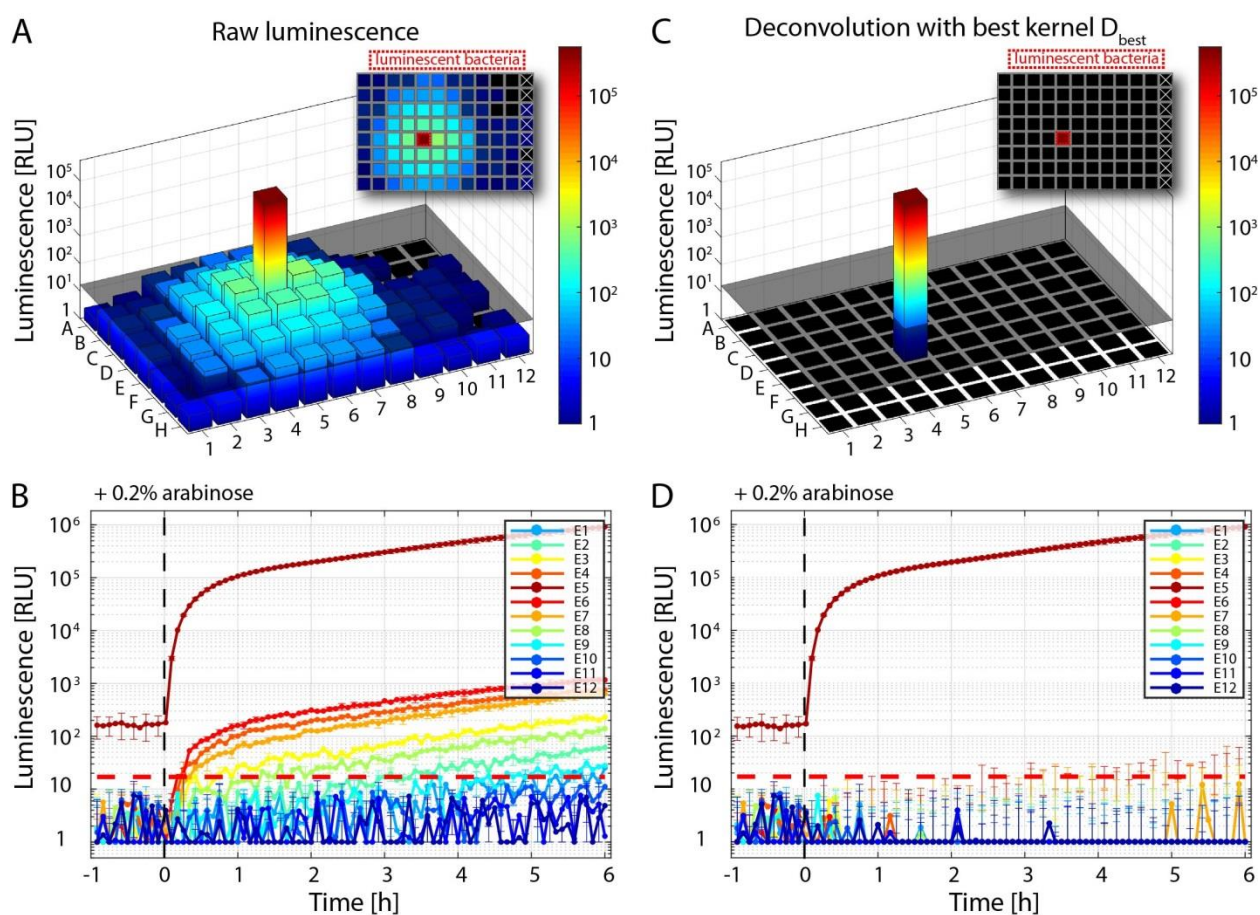 A
Raw luminescence
luminescent bacteria
Luminescence [RLU]
10⁵
10⁴
10³
10²
10¹
1
A
B
C
D
E
F
G
H
1
2
3
4
5
6
7
8
9
10
11
12
10⁵
10⁴
10³
10²
10
1
C
Deconvolution with best kernel D_best
luminescent bacteria
Luminescence [RLU]
10⁵
10⁴
10³
10²
10¹
1
A
B
C
D
E
F
G
H
1
2
3
4
5
6
7
8
9
10
11
12
10⁵
10⁴
10³
10²
10
1
B
+ 0.2% arabinose
Luminescence [RLU]
10⁶
10⁵
10⁴
10³
10²
10
1
E1
E2
E3
E4
E5
E6
E7
E8
E9
E10
E11
E12
-1
0
1
2
3
4
5
6
Time [h]
D
+ 0.2% arabinose
Luminescence [RLU]
10⁶
10⁵
10⁴
10³
10²
10
1
E1
E2
E3
E4
E5
E6
E7
E8
E9
E10
E11
E12
-1
0
1
2
3
4
5
6
Time [h]